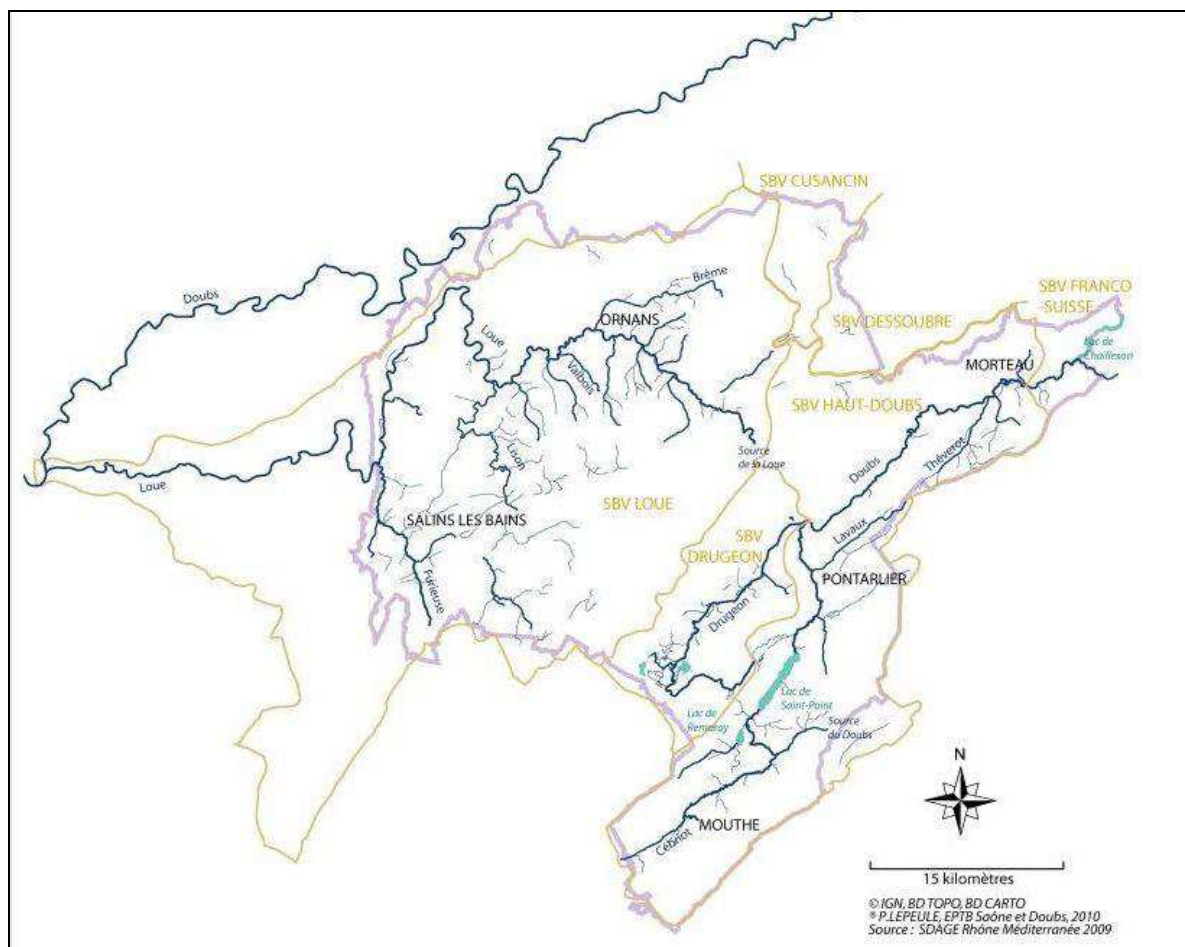 SBV CUSANCIN
SBV FRANCO
SUISSE
Doubs
Brème
ORNANS
Loue
SBV DESSOUBRE
Lac de
Chaillexon
Valbois
MORTEAU
SBV HAUT-DOUBS
Lison
Source
de la Loue
Doubs
Théverot
Loue
SBV LOUE
SALINS LES BAINS
SBV
DRUGEON
Lavaux
PONTARLIER
Furieuse
Drugeon
Lac de
Saint-Point
Lac de
Remoray
Source
du Doubs
N
MOUTHE
Cébriot
15 kilomètres
© IGN, BD TOPO, BD CARTO
® P.LEPEULE, EPTB Saône et Doubs, 2010
Source : SDAGE Rhône Méditerranée 2009